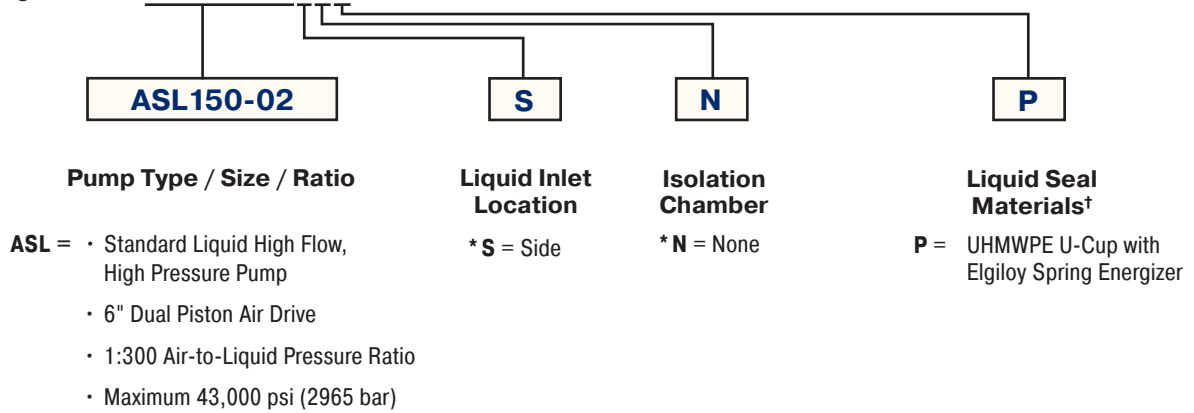 ASL150-02 S N P
Pump Type / Size / Ratio
ASL = • Standard Liquid High Flow,
High Pressure Pump
• 6" Dual Piston Air Drive
• 1:300 Air-to-Liquid Pressure Ratio
• Maximum 43,000 psi (2965 bar)
Liquid Inlet
Location
* S = Side
Isolation
Chamber
* N = None
Liquid Seal
Materials†
P = UHMWPE U-Cup with
Elgiloy Spring Energizer